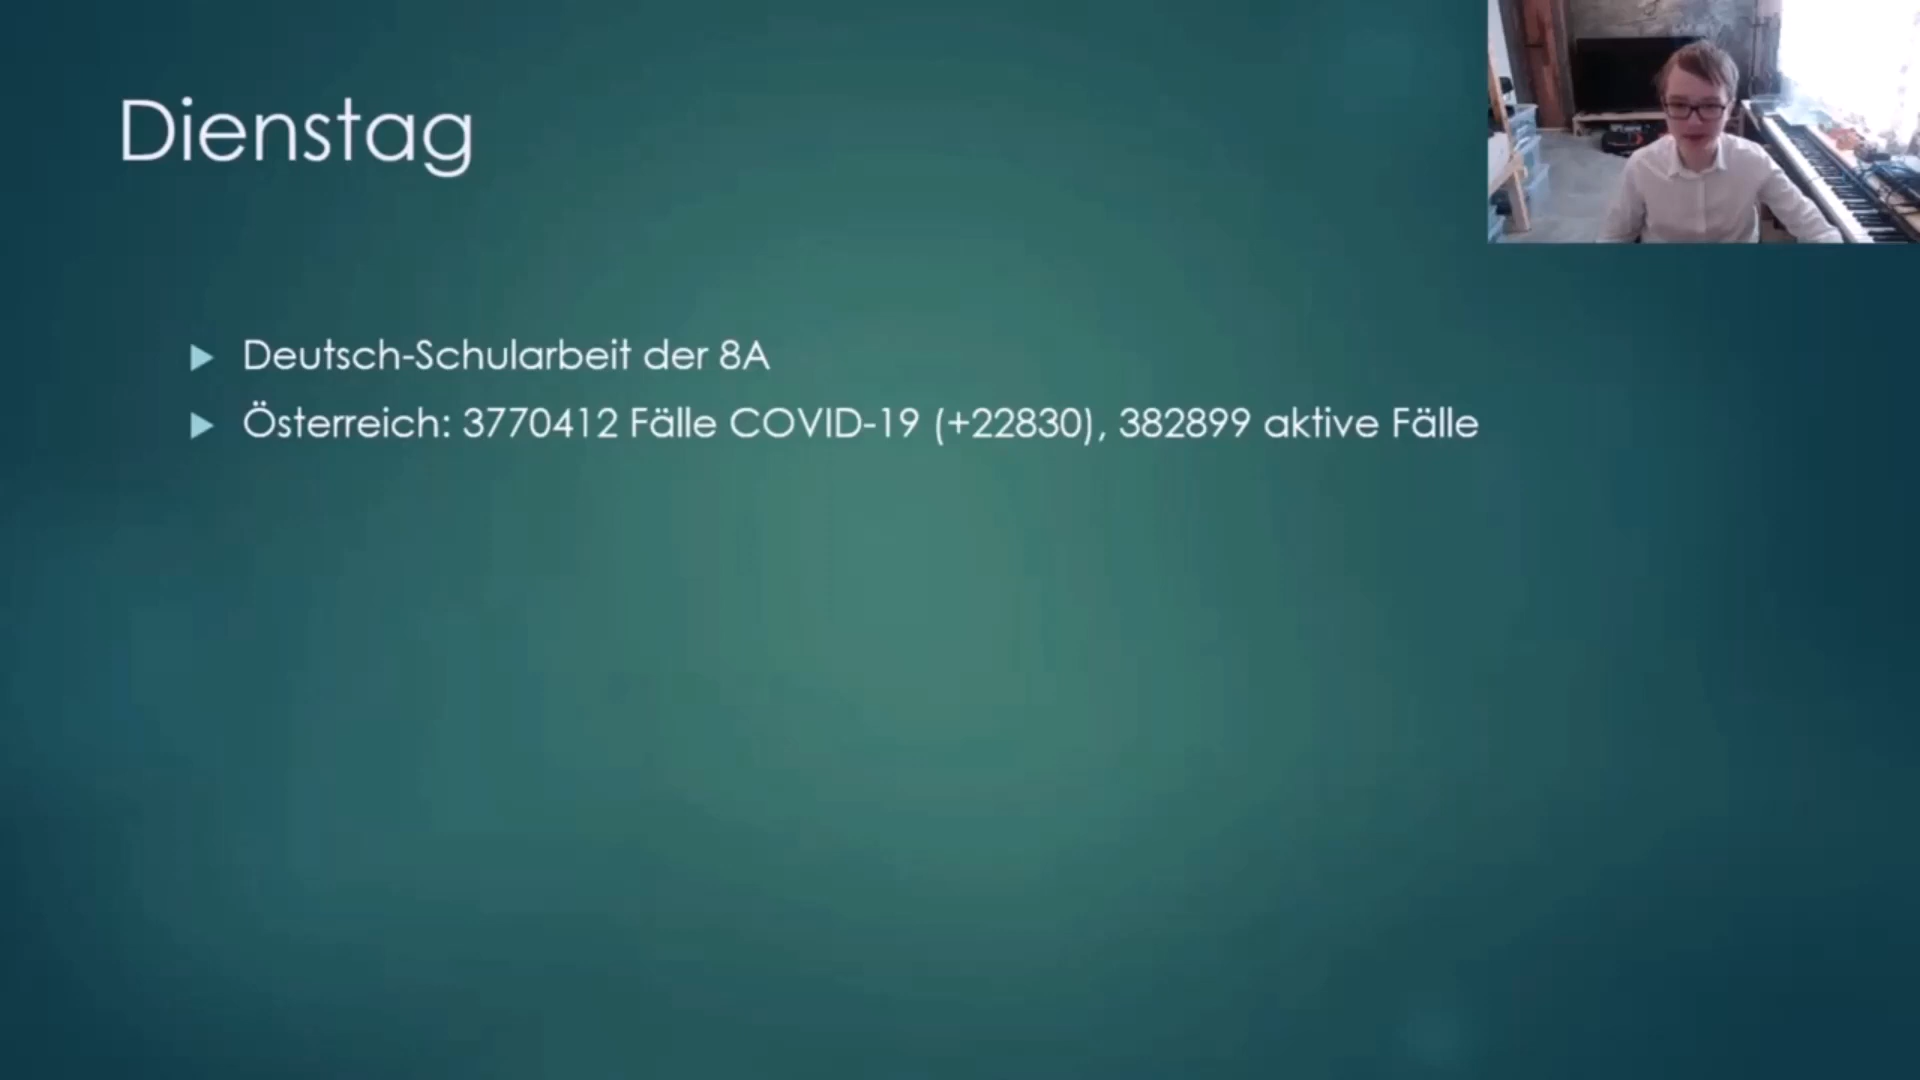 Dienstag
Deutsch-Schularbeit der 8A
Österreich: 3770412 Fälle COVID-19 (+22830), 382899 aktive Fälle